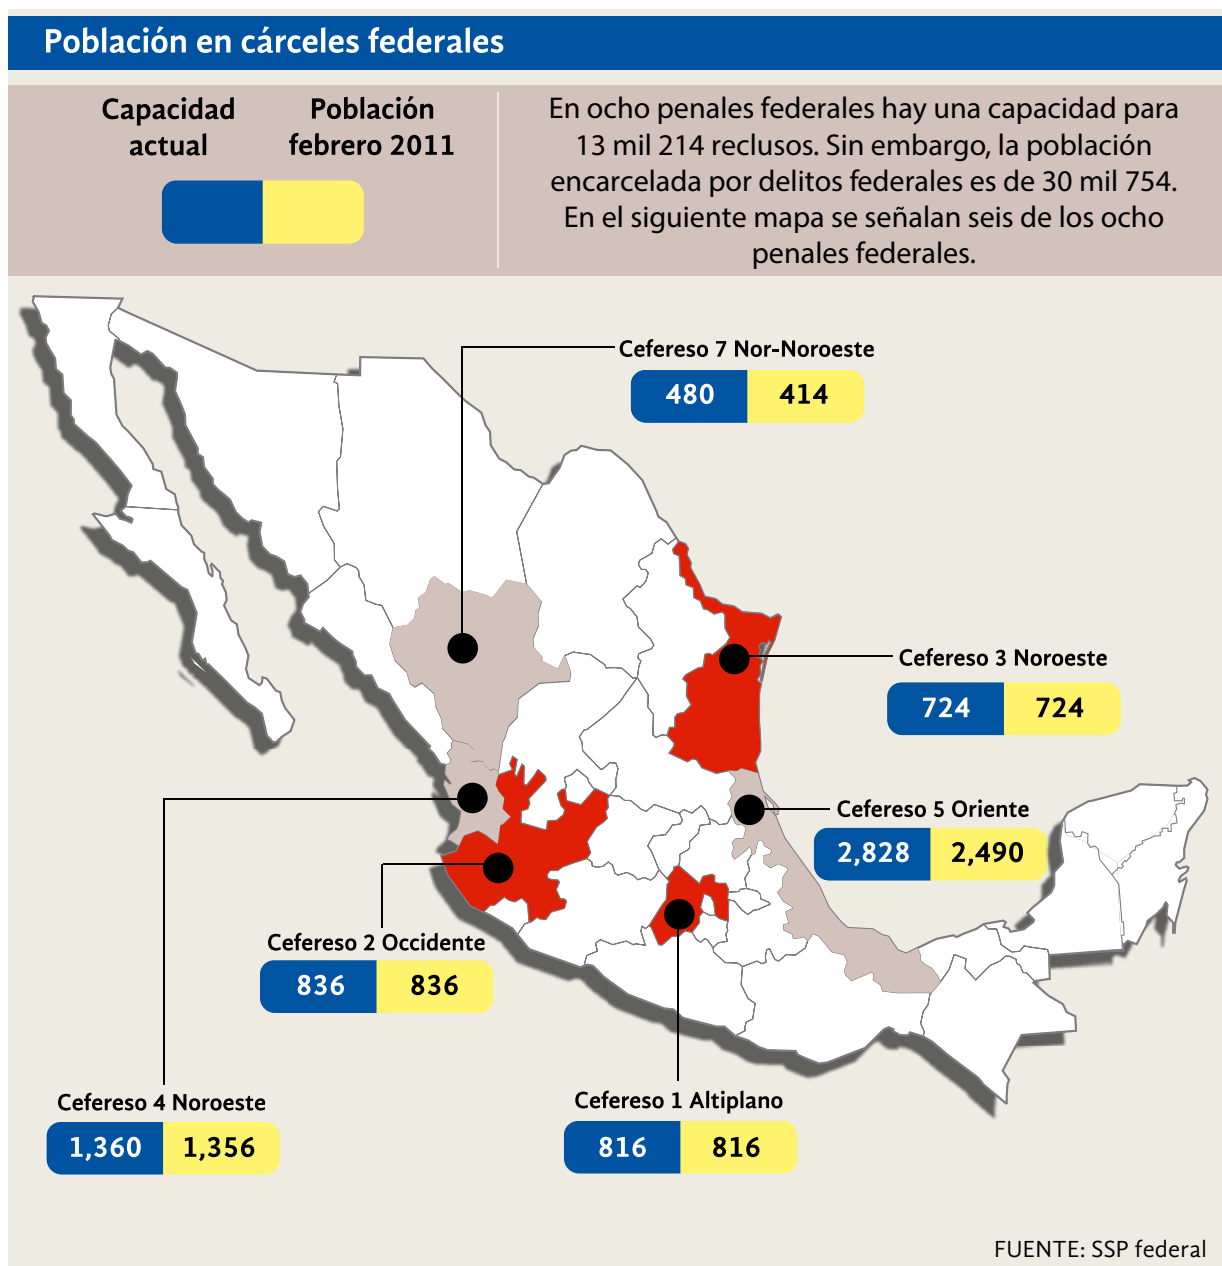 Población en cárceles federales
Capacidad
actual
Población
febrero 2011
En ocho penales federales hay una capacidad para
13 mil 214 reclusos. Sin embargo, la población
encarcelada por delitos federales es de 30 mil 754.
En el siguiente mapa se señalan seis de los ocho
penales federales.
Cefereso 7 Nor-Noroeste
480 414
Cefereso 3 Noroeste
724 724
Cefereso 5 Oriente
2,828 2,490
Cefereso 2 Occidente
836 836
Cefereso 4 Noroeste
1,360 1,356
Cefereso 1 Altiplano
816 816
FUENTE: SSP federal